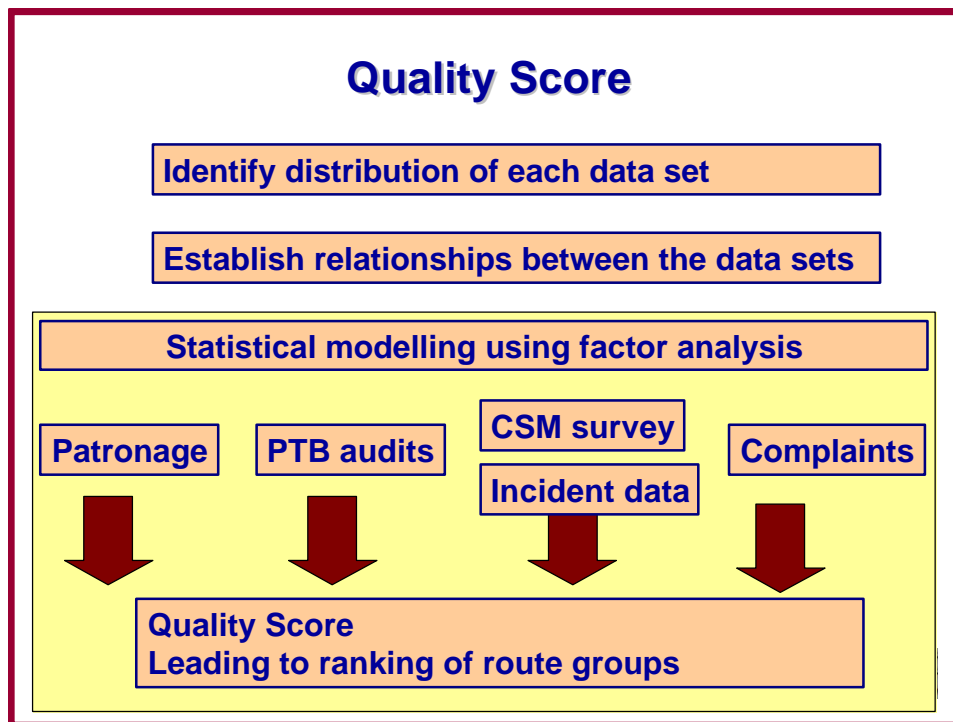 Quality Score
Identify distribution of each data set
Establish relationships between the data sets
Statistical modelling using factor analysis
Patronage
PTB audits
CSM survey
Incident data
Complaints
Quality Score
Leading to ranking of route groups